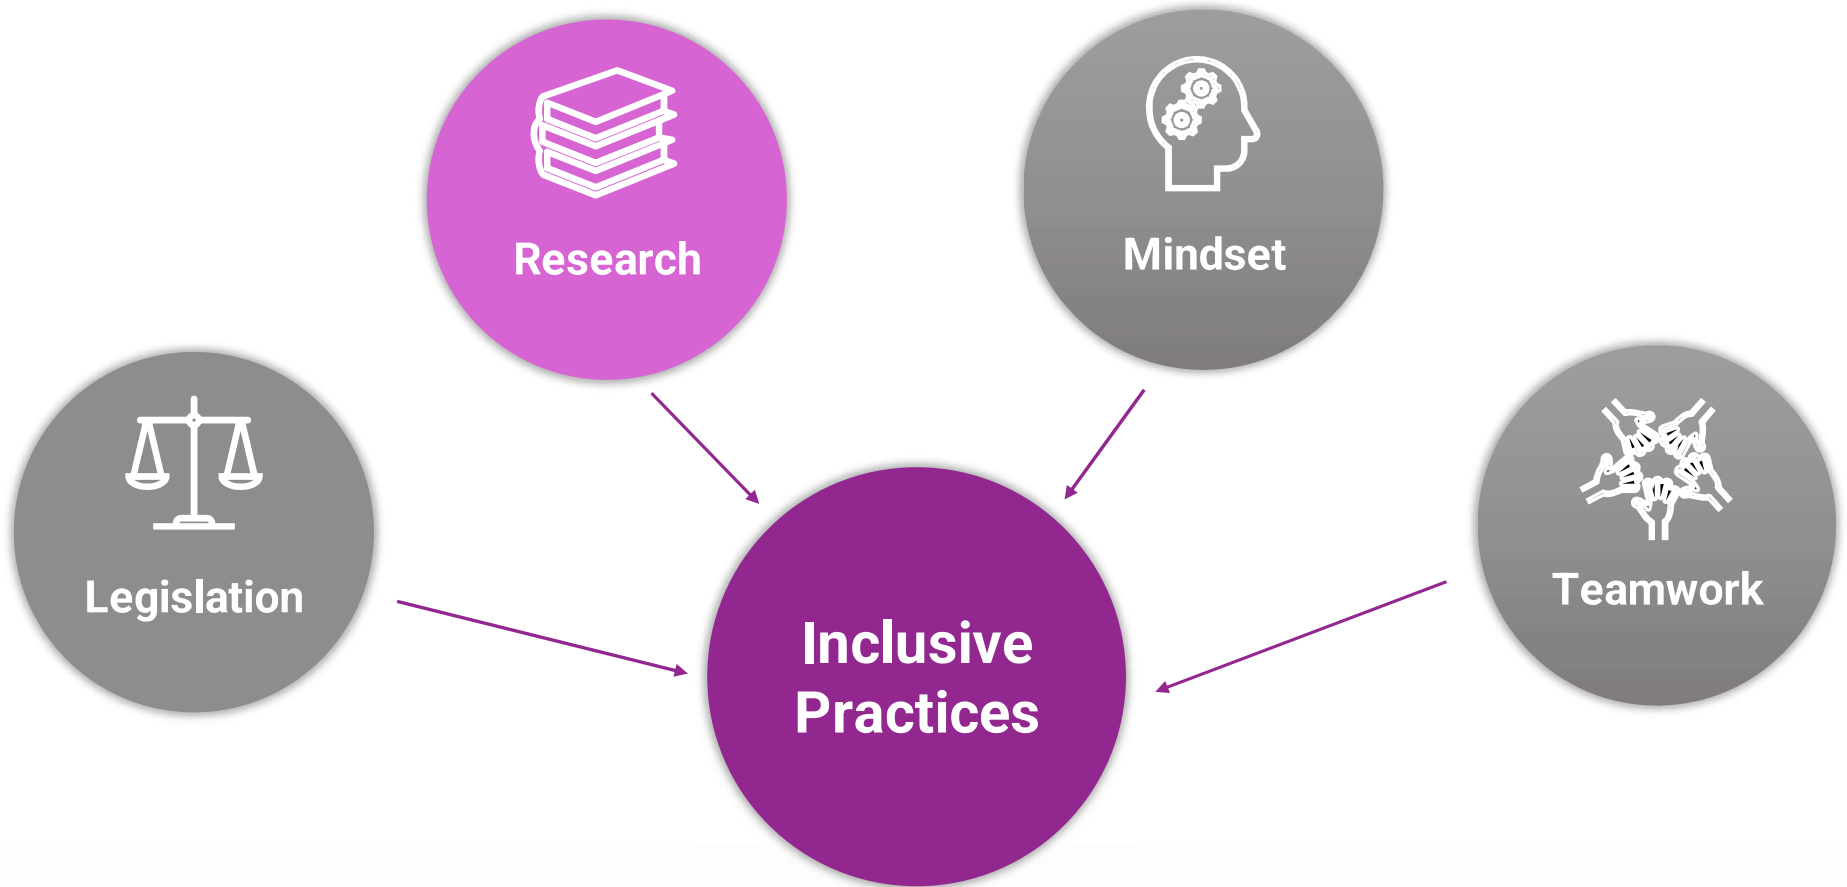 Research
Mindset
Legislation
Teamwork
Inclusive
Practices